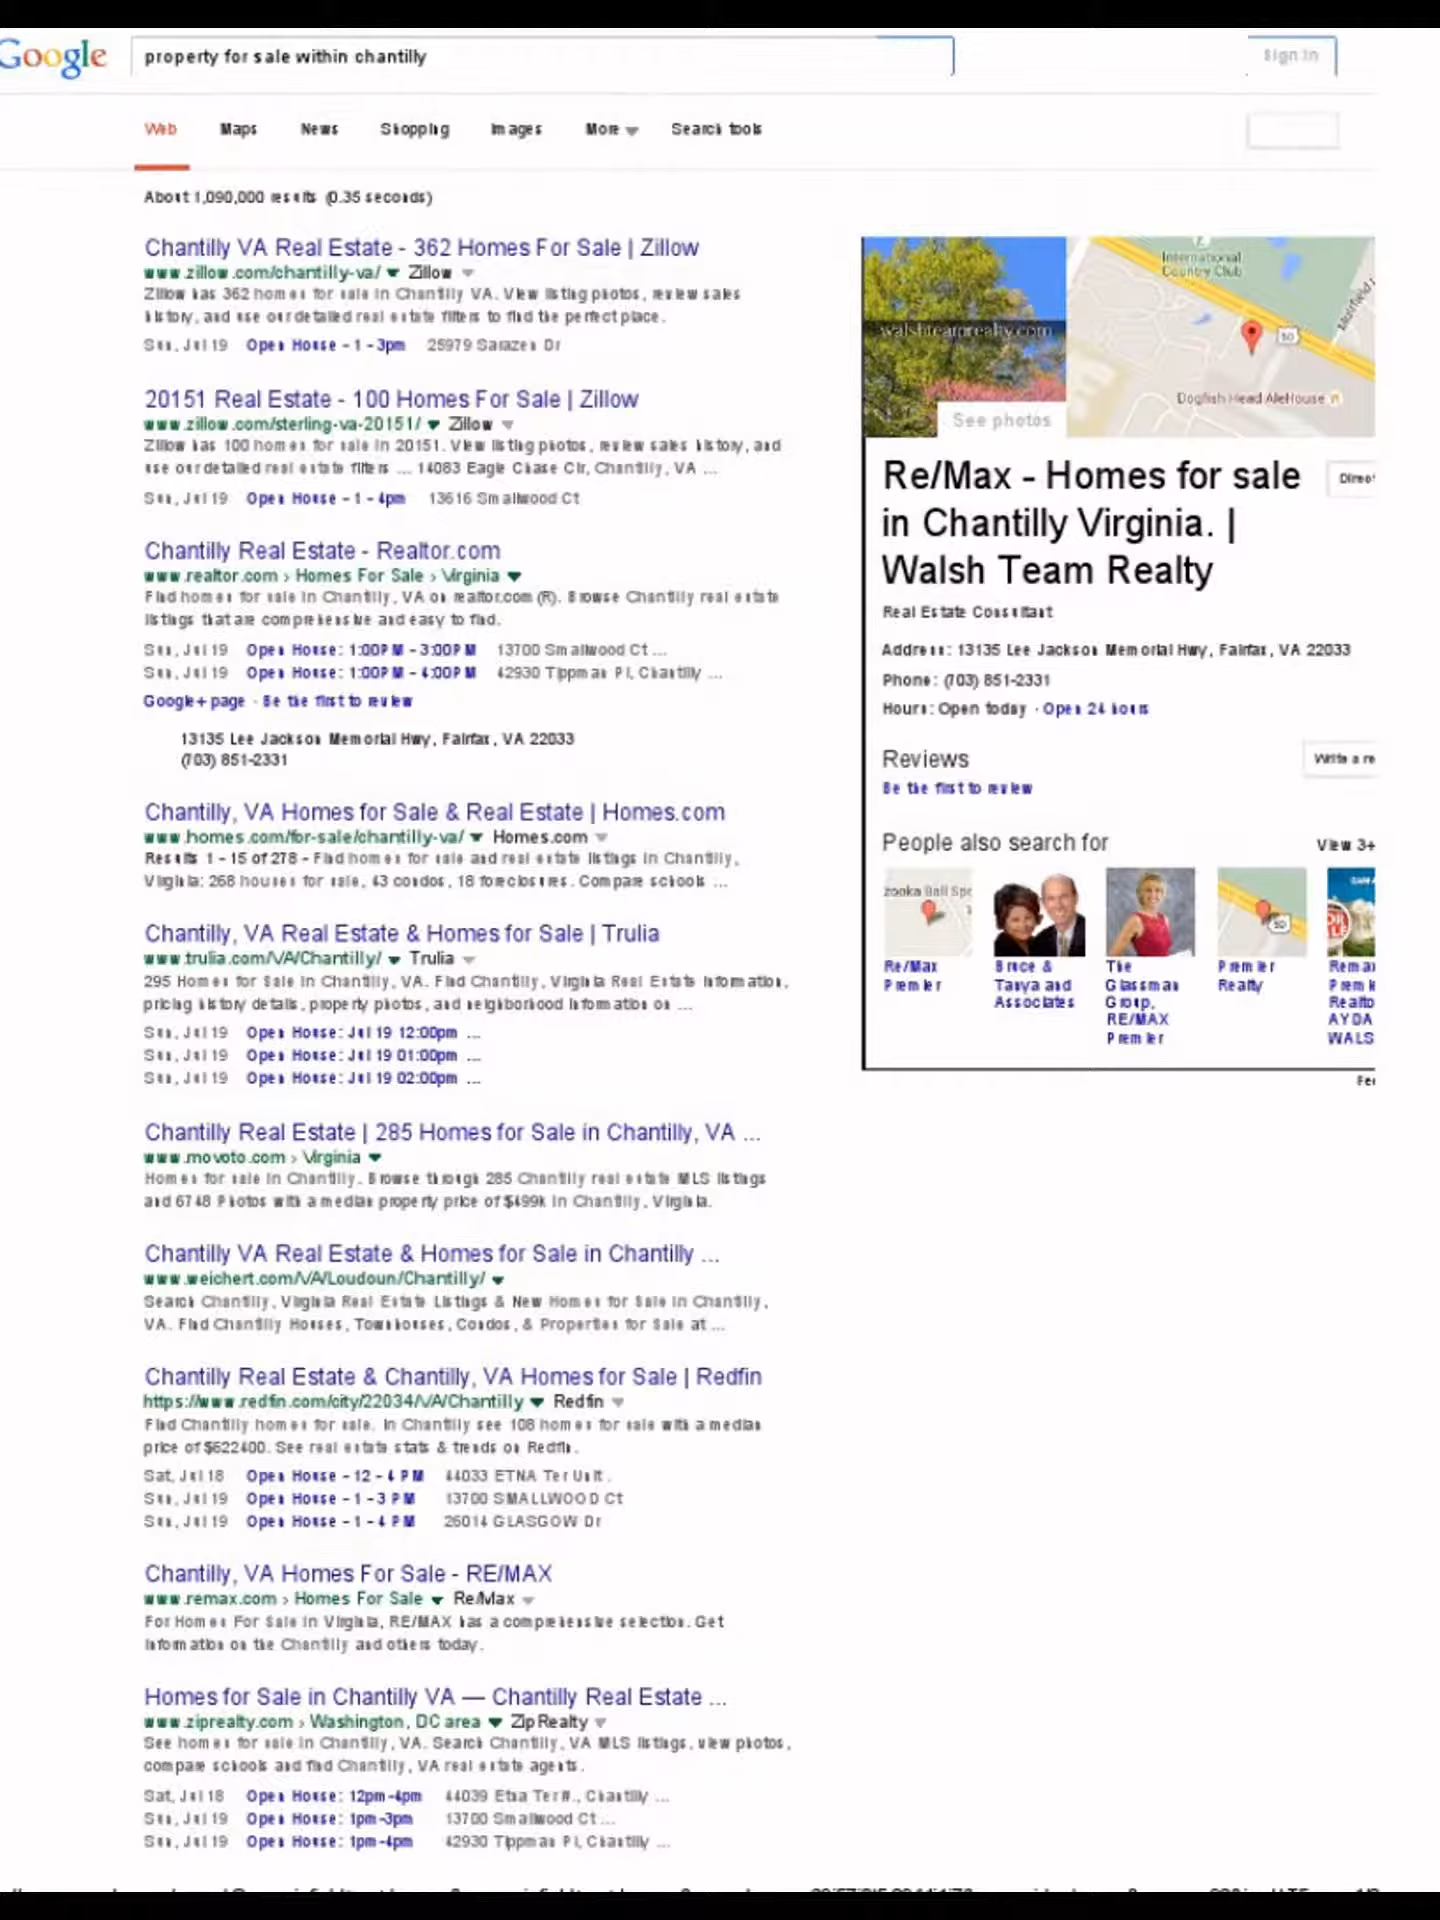 Google
property for sale within chantilly
Sign in
Web Maps News Shopping Images More Search tools
About 1,090,000 results (0.35 seconds)
Chantilly VA Real Estate - 362 Homes For Sale | Zillow
www.zillow.com/chantilly-va/ Zillow
Zillow has 362 homes for sale in Chantilly VA. View listing photos, review sales
history, and use our detailed real estate filters to find the perfect place.
Sun, Jul 19 Open House - 1 - 3pm 25979 Sarazen Dr
20151 Real Estate - 100 Homes For Sale | Zillow
www.zillow.com/sterling-va-20151/ Zillow
Zillow has 100 homes for sale in 20151. View listing photos, review sales history, and
use our detailed real estate filters ... 14083 Eagle Chase Cir, Chantilly, VA ...
Sun, Jul 19 Open House - 1 - 4pm 13616 Smallwood Ct
Chantilly Real Estate - Realtor.com
www.realtor.com › Homes For Sale › Virginia
Find homes for sale in Chantilly, VA on realtor.com (R). Browse Chantilly real estate
listings that are comprehensive and easy to find.
Sun, Jul 19 Open House: 1:00PM - 3:00PM 13700 Smallwood Ct ...
Sun, Jul 19 Open House: 1:00PM - 4:00PM 42930 Tippman Pl, Chantilly ...
Google+ page · Be the first to review
13135 Lee Jackson Memorial Hwy, Fairfax, VA 22033
(703) 851-2331
Chantilly, VA Homes for Sale & Real Estate | Homes.com
www.homes.com/for-sale/chantilly-va/ Homes.com
Results 1 - 15 of 278 - Find homes for sale and real estate listings in Chantilly,
Virginia: 268 houses for sale, 43 condos, 18 foreclosures. Compare schools ...
Chantilly, VA Real Estate & Homes for Sale | Trulia
www.trulia.com/VA/Chantilly/ Trulia
295 Homes for Sale in Chantilly, VA. Find Chantilly, Virginia Real Estate information,
pricing history details, property photos, and neighborhood information on ...
Sun, Jul 19 Open House: Jul 19 12:00pm ...
Sun, Jul 19 Open House: Jul 19 01:00pm ...
Sun, Jul 19 Open House: Jul 19 02:00pm ...
Chantilly Real Estate | 285 Homes for Sale in Chantilly, VA ...
www.movoto.com › Virginia
Homes for sale in Chantilly. Browse through 285 Chantilly real estate MLS listings
and 6748 Photos with a median property price of $499k in Chantilly, Virginia.
Chantilly VA Real Estate & Homes for Sale in Chantilly ...
www.weichert.com/VA/Loudoun/Chantilly/
Search Chantilly, Virginia Real Estate Listings & New Homes for Sale in Chantilly,
VA. Find Chantilly Houses, Townhouses, Condos, & Properties for Sale at ...
Chantilly Real Estate & Chantilly, VA Homes for Sale | Redfin
https://www.redfin.com/city/22034/VA/Chantilly Redfin
Find Chantilly homes for sale. In Chantilly see 108 homes for sale with a median
price of $622400. See real estate stats & trends on Redfin.
Sat, Jul 18 Open House - 12 - 4 PM 44033 ETNA Ter Unit .
Sun, Jul 19 Open House - 1 - 3 PM 13700 SMALLWOOD Ct
Sun, Jul 19 Open House - 1 - 4 PM 26014 GLASGOW Dr
Chantilly, VA Homes For Sale - RE/MAX
www.remax.com › Homes For Sale Re/Max
For Homes For Sale in Virginia, RE/MAX has a comprehensive selection. Get
information on the Chantilly and others today.
Homes for Sale in Chantilly VA — Chantilly Real Estate ...
www.ziprealty.com › Washington, DC area ZipRealty
See homes for sale in Chantilly, VA. Search Chantilly, VA MLS listings, view photos,
compare schools and find Chantilly, VA real estate agents.
Sat, Jul 18 Open House: 12pm-4pm 44039 Etna Ter #., Chantilly ...
Sun, Jul 19 Open House: 1pm-3pm 13700 Smallwood Ct ...
Sun, Jul 19 Open House: 1pm-4pm 42930 Tippman Pl, Chantilly ...
walshteamrealty.com
See photos
International
Country Club
50
Dogfish Head AleHouse
Re/Max - Homes for sale
in Chantilly Virginia. |
Walsh Team Realty
Direct
Real Estate Consultant
Address: 13135 Lee Jackson Memorial Hwy, Fairfax, VA 22033
Phone: (703) 851-2331
Hours: Open today · Open 24 hours
Reviews
Write a re
Be the first to review
People also search for
View 3+
zooka Ball Spo
50
Re/Max
Premier
Bruce &
Tanya and
Associates
The
Glassman
Group,
RE/MAX
Premier
Premier
Realty
Remax
Premie
Realto
AYDA
WALS
Fee